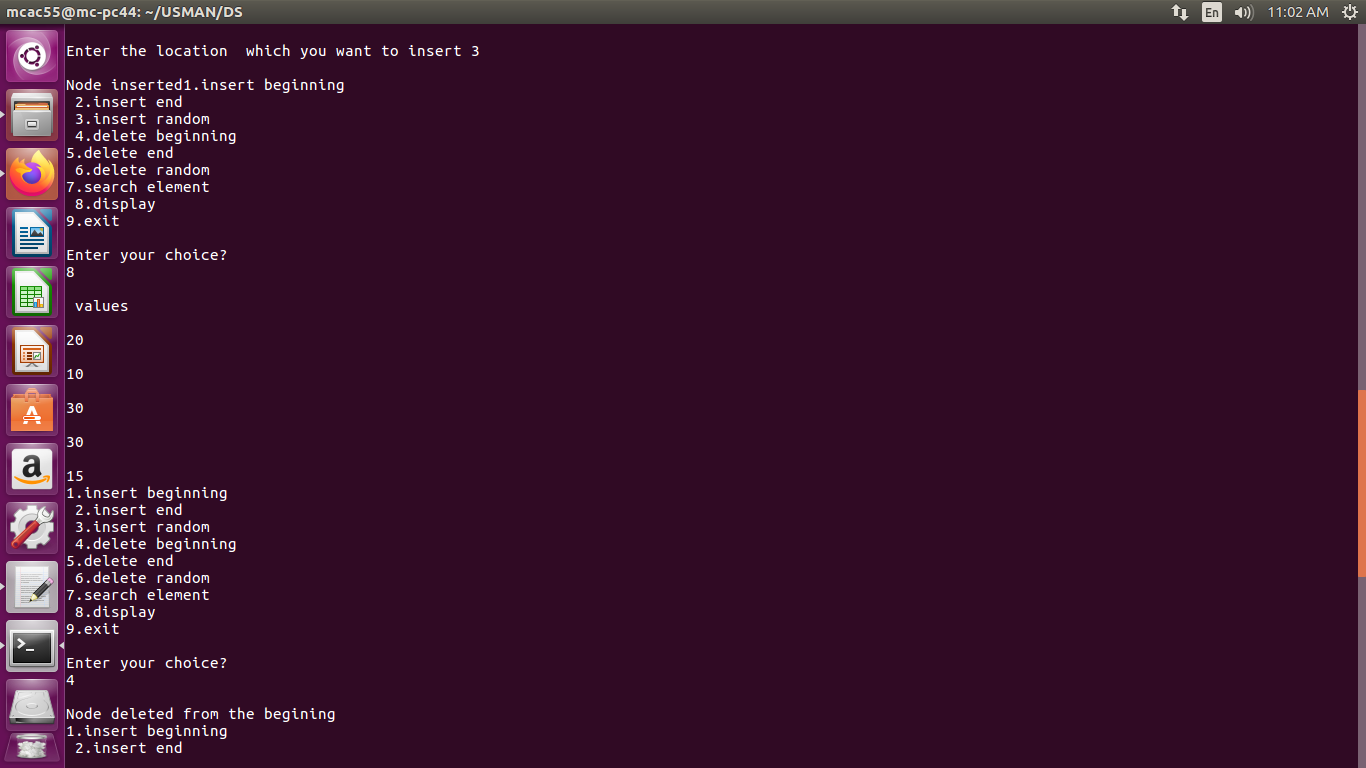 mcac55@mc-pc44: ~/USMAN/DS
En
11:02 AM
Enter the location  which you want to insert 3
Node inserted1.insert beginning
 2.insert end
 3.insert random
 4.delete beginning
5.delete end
 6.delete random
7.search element
 8.display
9.exit
Enter your choice?
8
 values
20
10
30
30
15
1.insert beginning
 2.insert end
 3.insert random
 4.delete beginning
5.delete end
 6.delete random
7.search element
 8.display
9.exit
Enter your choice?
4
Node deleted from the begining
1.insert beginning
 2.insert end